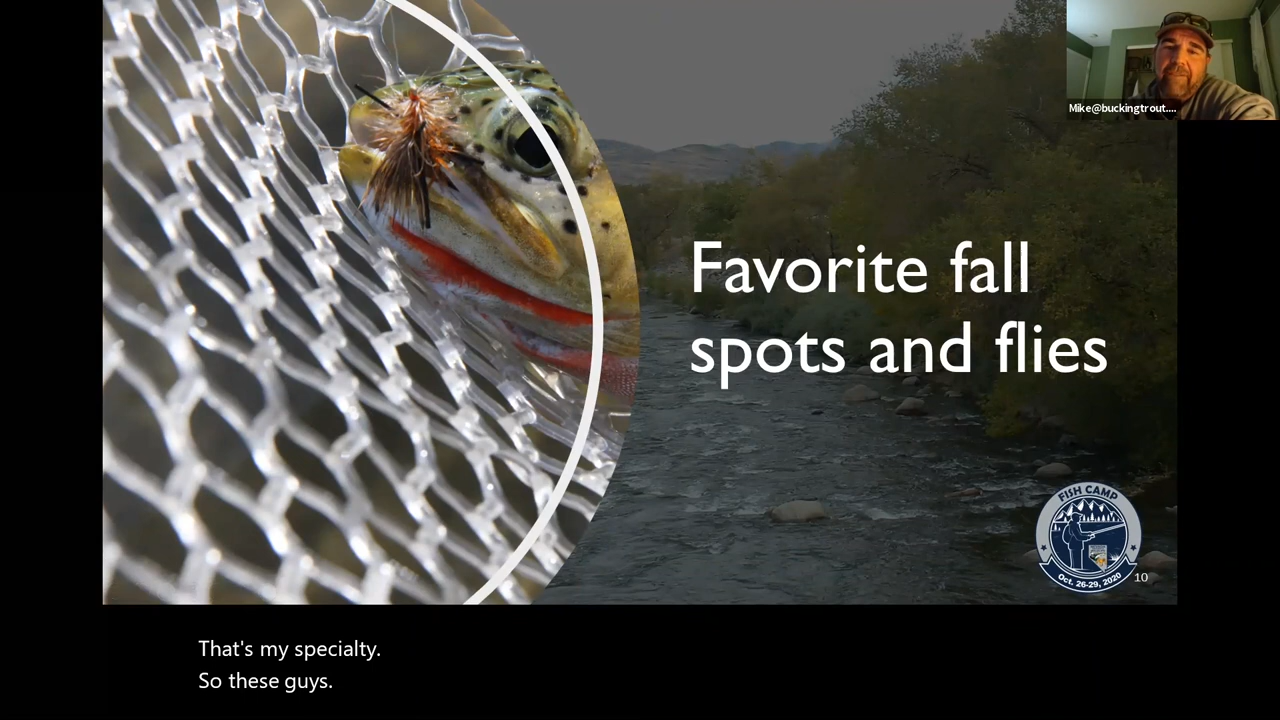 Mike@buckingtrout....
Favorite fall
spots and flies
FISH CAMP
Oct. 26-29, 2020
10
That's my specialty.
So these guys.